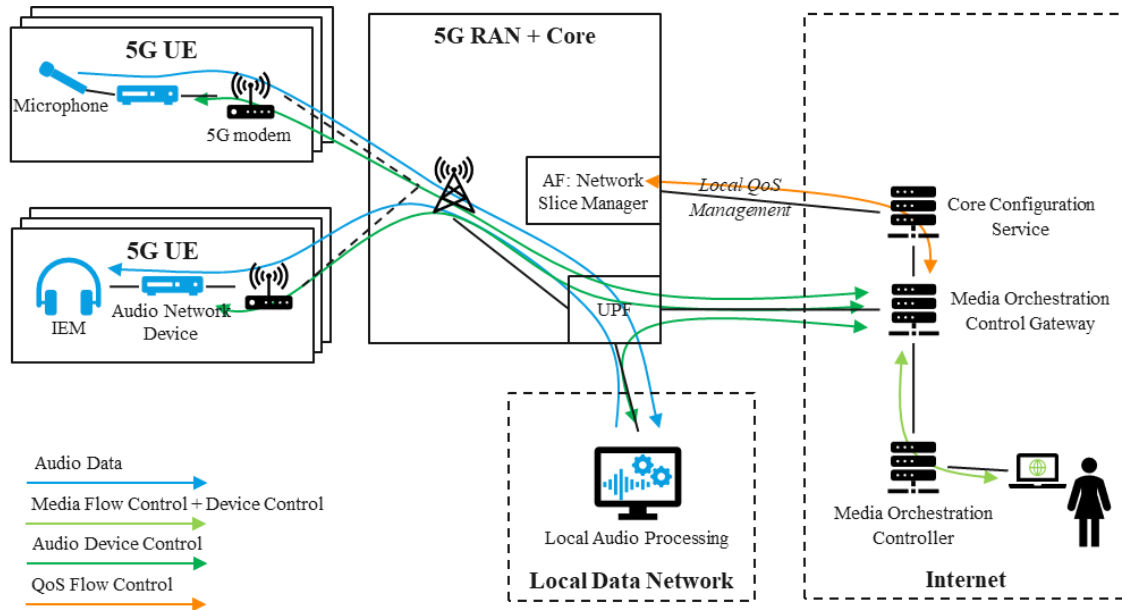 5G UE
Microphone
5G modem
5G UE
IEM
Audio Network
Device
5G RAN + Core
AF: Network
Slice Manager
Local QoS
Management
UPF
Core Configuration
Service
Media Orchestration
Control Gateway
Media Orchestration
Controller
Internet
Local Audio Processing
Local Data Network
Audio Data
Media Flow Control + Device Control
Audio Device Control
QoS Flow Control